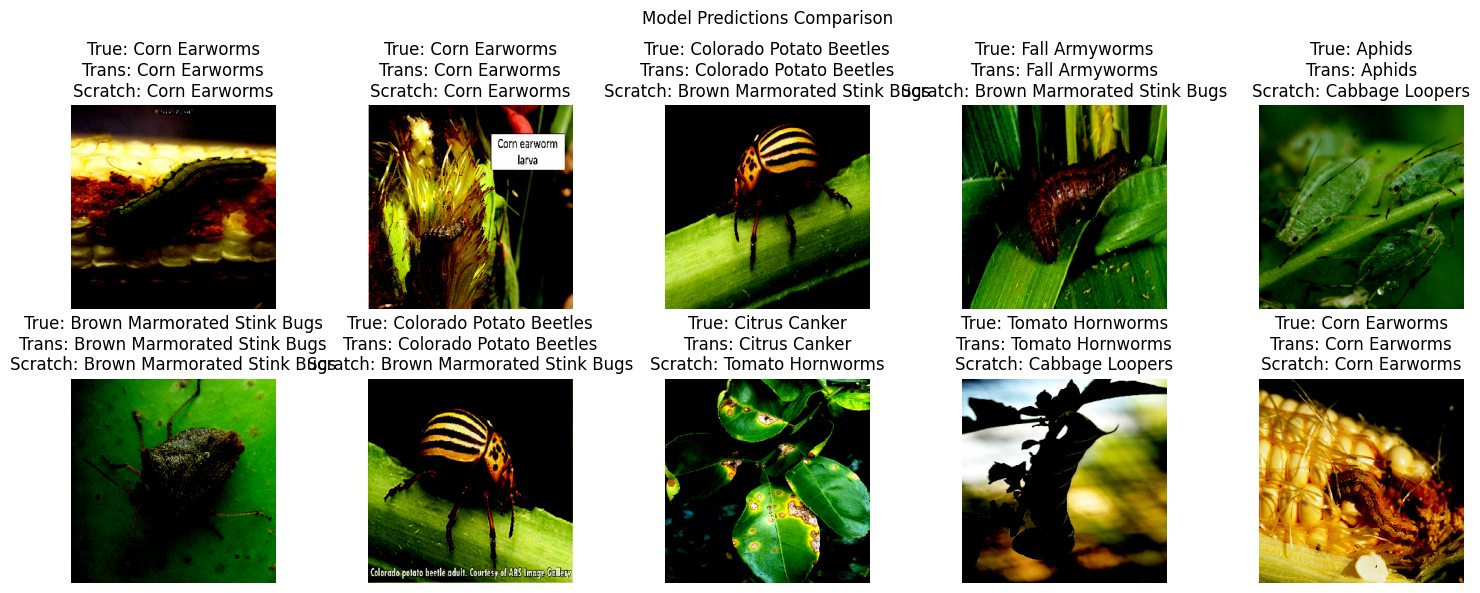 Model Predictions Comparison
True: Corn Earworms
Trans: Corn Earworms
Scratch: Corn Earworms
True: Corn Earworms
Trans: Corn Earworms
Scratch: Corn Earworms
Corn earworm
larva
True: Colorado Potato Beetles
Trans: Colorado Potato Beetles
Scratch: Brown Marmorated Stink Bugs
True: Fall Armyworms
Trans: Fall Armyworms
Scratch: Brown Marmorated Stink Bugs
True: Aphids
Trans: Aphids
Scratch: Cabbage Loopers
True: Brown Marmorated Stink Bugs
Trans: Brown Marmorated Stink Bugs
Scratch: Brown Marmorated Stink Bugs
True: Colorado Potato Beetles
Trans: Colorado Potato Beetles
Scratch: Brown Marmorated Stink Bugs
Colorado potato beetle adult. Courtesy of ARS Image Gallery
True: Citrus Canker
Trans: Citrus Canker
Scratch: Tomato Hornworms
True: Tomato Hornworms
Trans: Tomato Hornworms
Scratch: Cabbage Loopers
True: Corn Earworms
Trans: Corn Earworms
Scratch: Corn Earworms